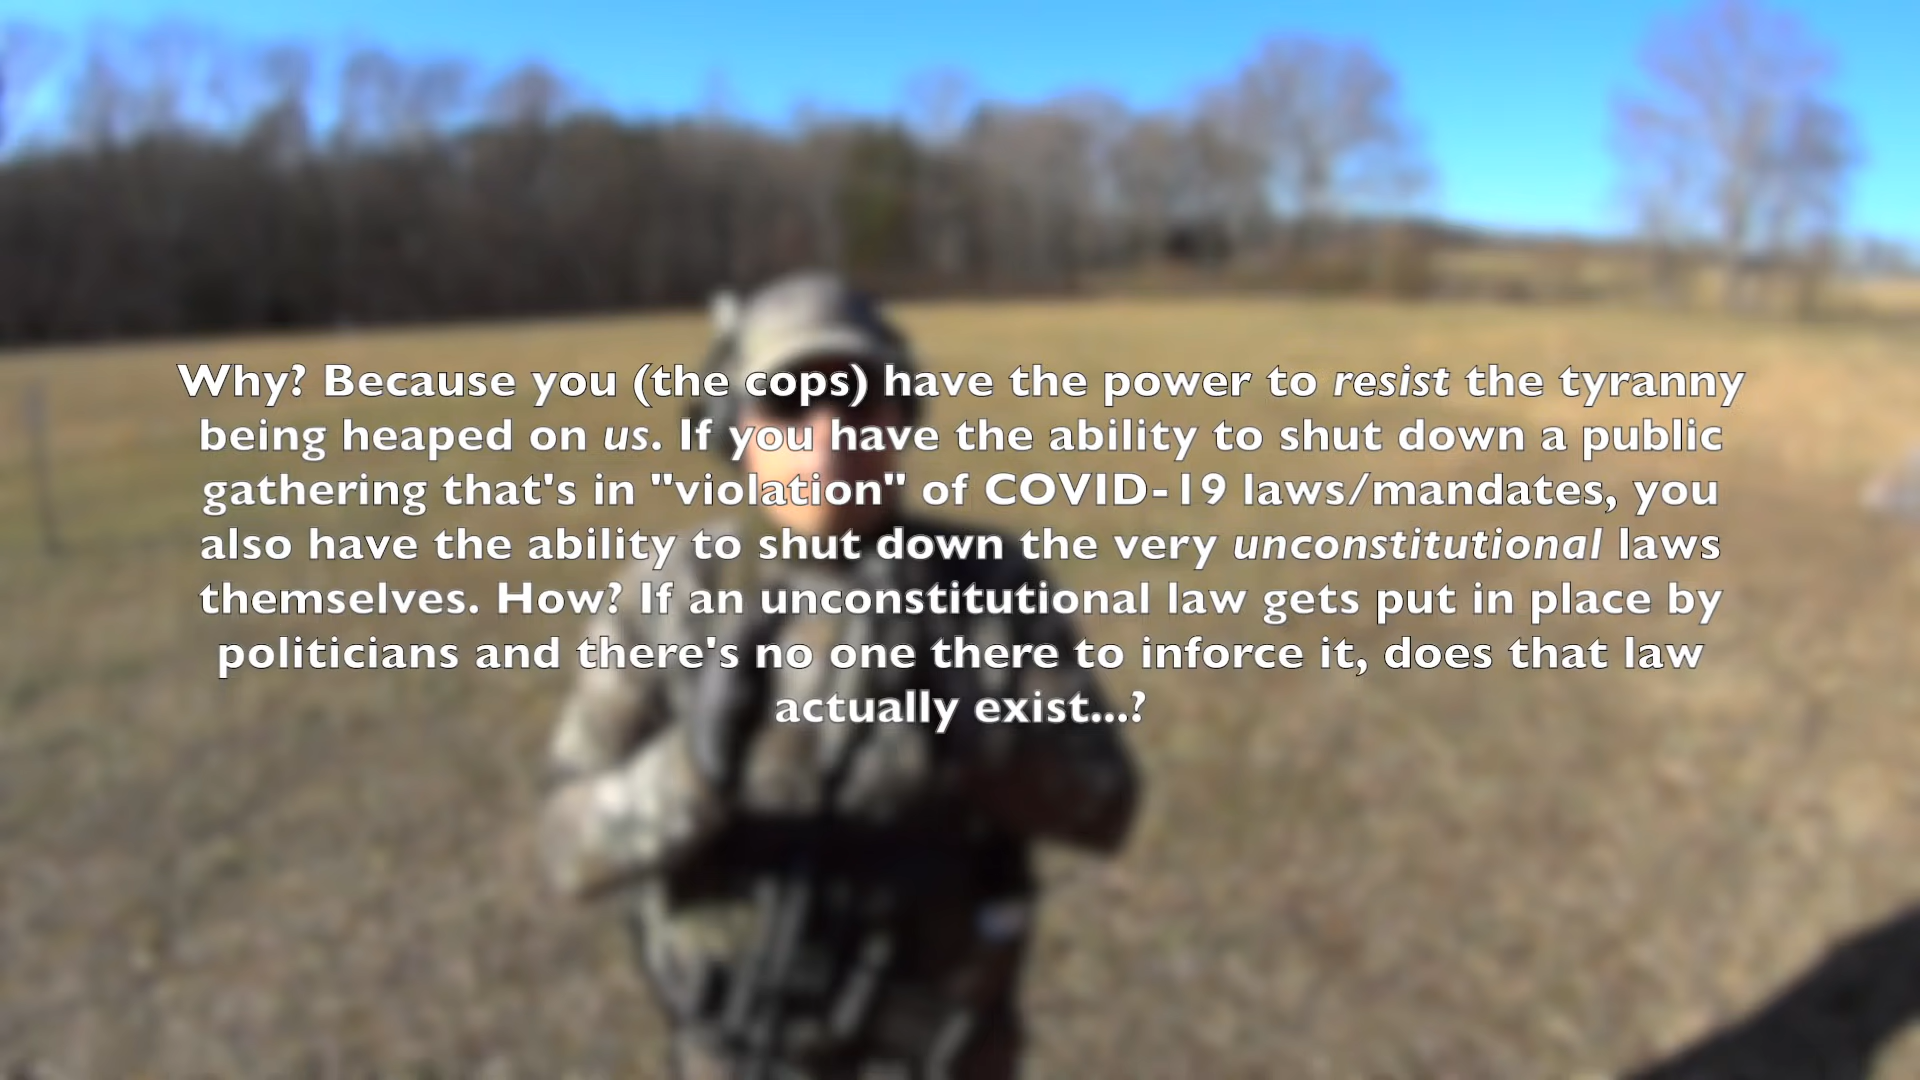 Why? Because you (the cops) have the power to resist the tyranny
being heaped on us. If you have the ability to shut down a public
gathering that's in "violation" of COVID-19 laws/mandates, you
also have the ability to shut down the very unconstitutional laws
themselves. How? If an unconstitutional law gets put in place by
politicians and there's no one there to inforce it, does that law
actually exist...?